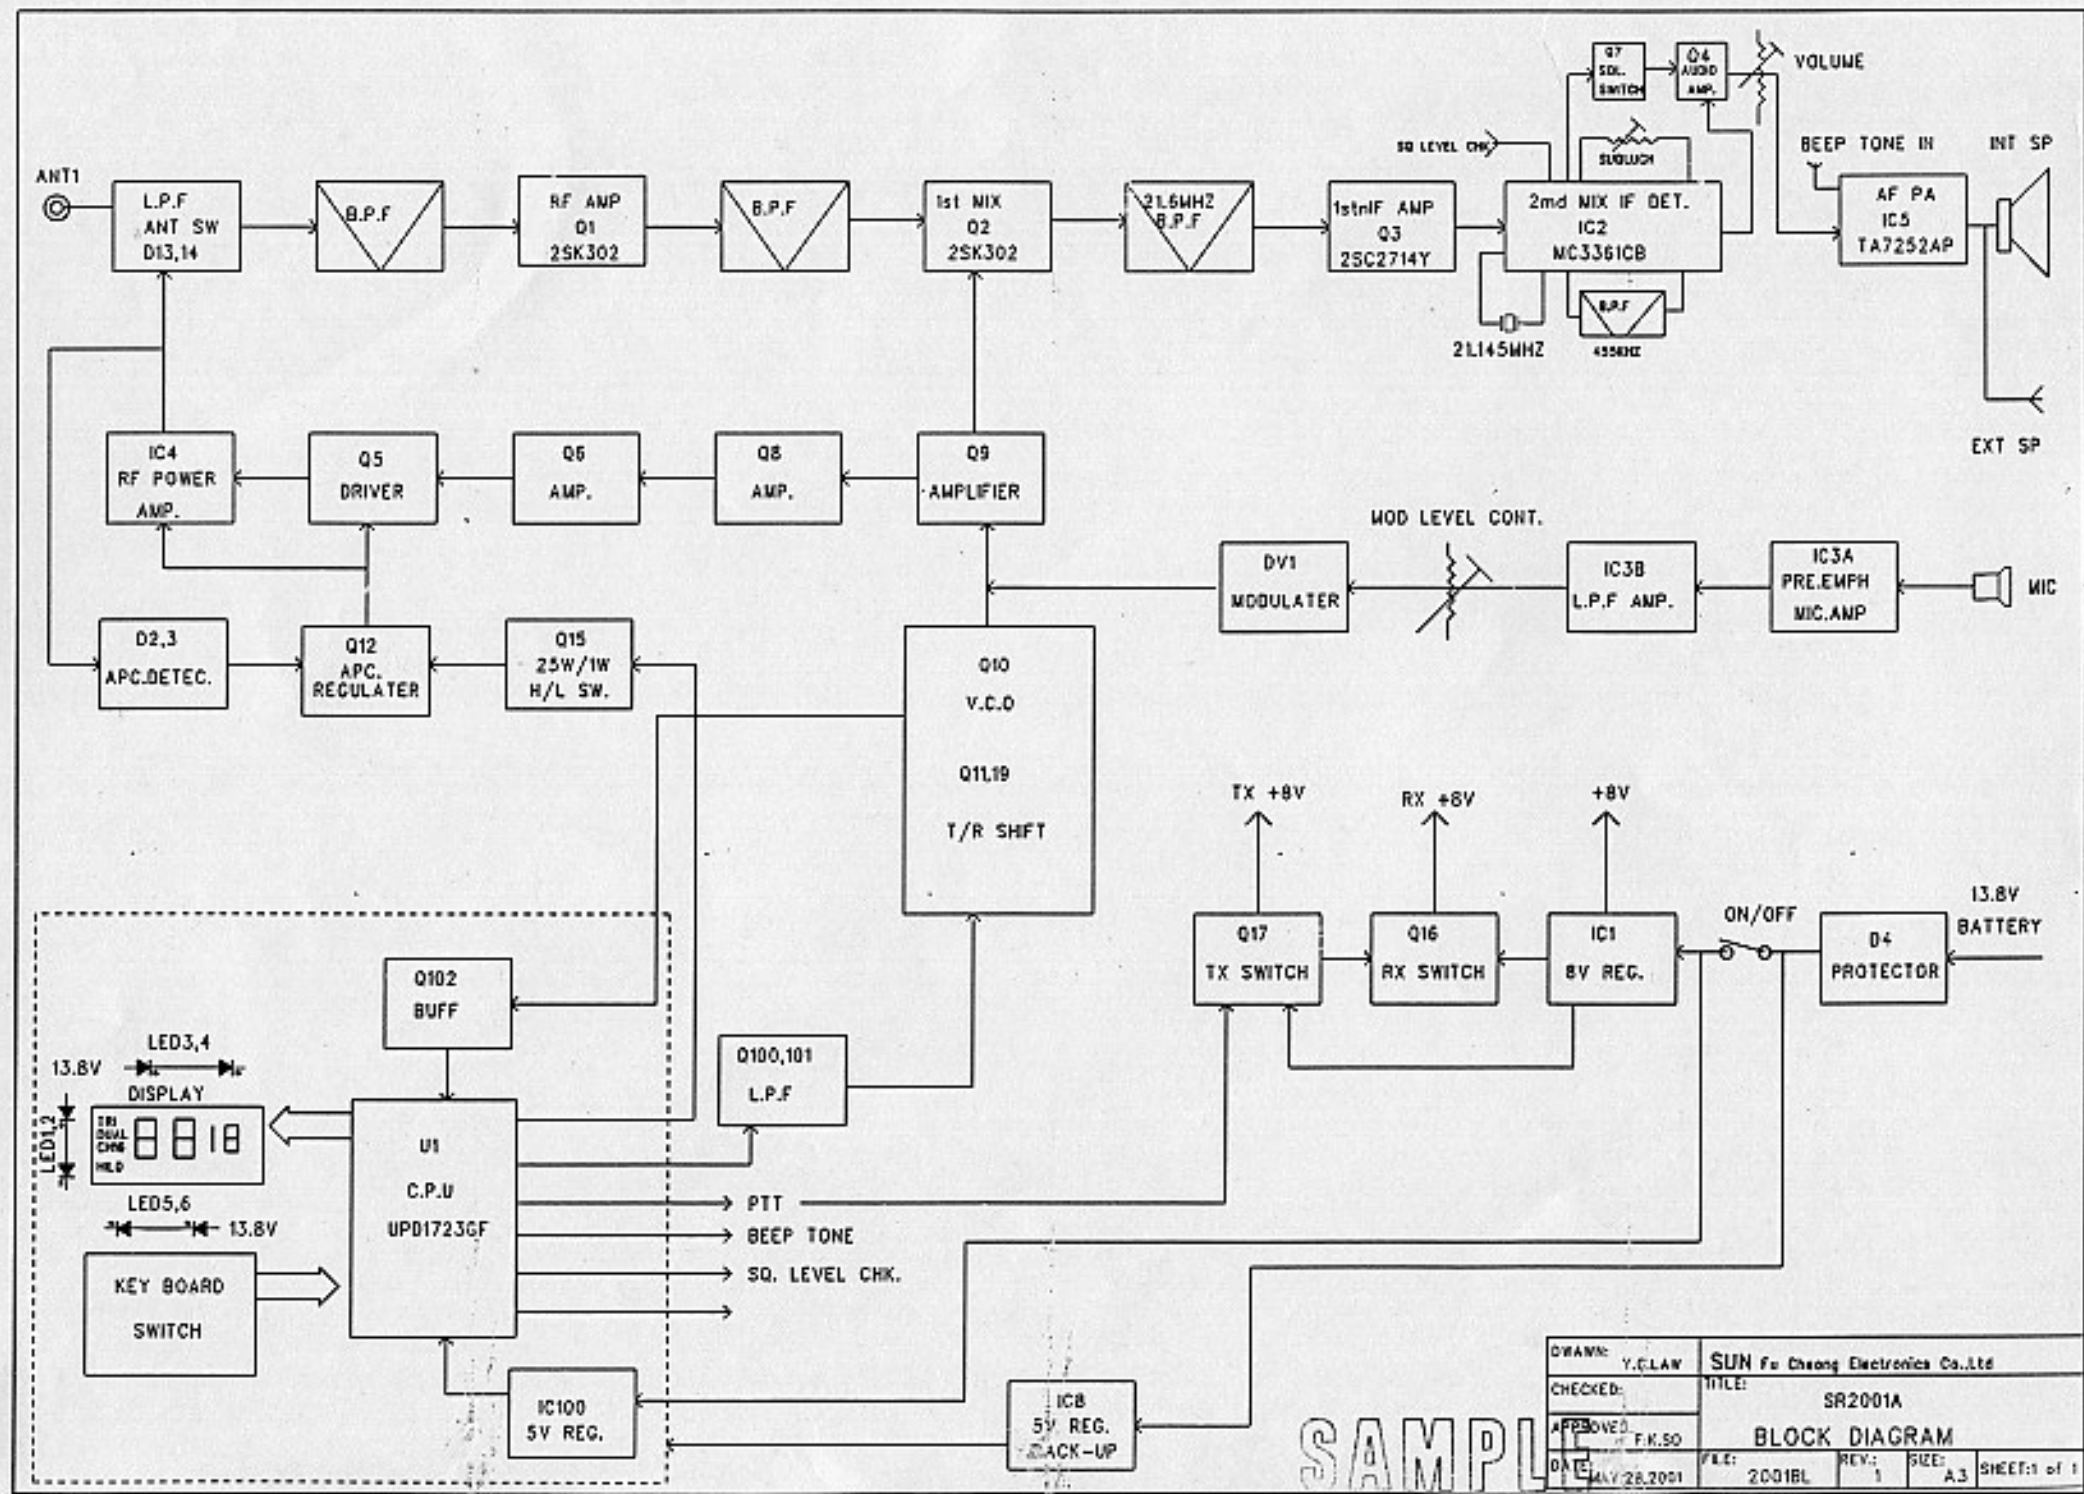 ANT1
L.P.F
ANT SW
D13,14
B.P.F
RF AMP
Q1
2SK302
B.P.F
1st MIX
Q2
2SK302
21.6MHZ
B.P.F
1stnIF AMP
Q3
2SC2714Y
SQ LEVEL CHK
2md MIX IF DET.
IC2
MC3361CB
Q7
SQL.
SWITCH
Q4
AUDIO
AMP.
VOLUME
SUQLUCH
B.P.F
455KHZ
21.145MHZ
BEEP TONE IN
AF PA
IC5
TA7252AP
INT SP
EXT SP
IC4
RF POWER
AMP.
Q5
DRIVER
Q6
AMP.
Q8
AMP.
Q9
AMPLIFIER
MOD LEVEL CONT.
DV1
MODULATER
IC3B
L.P.F AMP.
IC3A
PRE.EMPH
MIC.AMP
MIC
D2,3
APC.DETEC.
Q12
APC.
REGULATER
Q15
25W/1W
H/L SW.
Q10
V.C.O
Q11,19
T/R SHIFT
TX +8V
RX +8V
+8V
Q17
TX SWITCH
Q16
RX SWITCH
IC1
8V REG.
ON/OFF
D4
PROTECTOR
13.8V
BATTERY
Q102
BUFF
Q100,101
L.P.F
LED3,4
13.8V
DISPLAY
LED1,2
TRI
DUAL
CH16
HILO
LED5,6
13.8V
KEY BOARD
SWITCH
U1
C.P.U
UPD1723GF
PTT
BEEP TONE
SQ. LEVEL CHK.
IC100
5V REG.
IC8
5V REG.
BACK-UP
SAMPLE
DWAWN: Y.C.LAW
CHECKED:
APPROVED: F.K.SO
DATE: MAY.28.2001
SUN Fu Cheong Electronics Co.,Ltd
TITLE:
SR2001A
BLOCK DIAGRAM
FILE: 2001BL
REV.: 1
SIZE: A3
SHEET:1 of 1